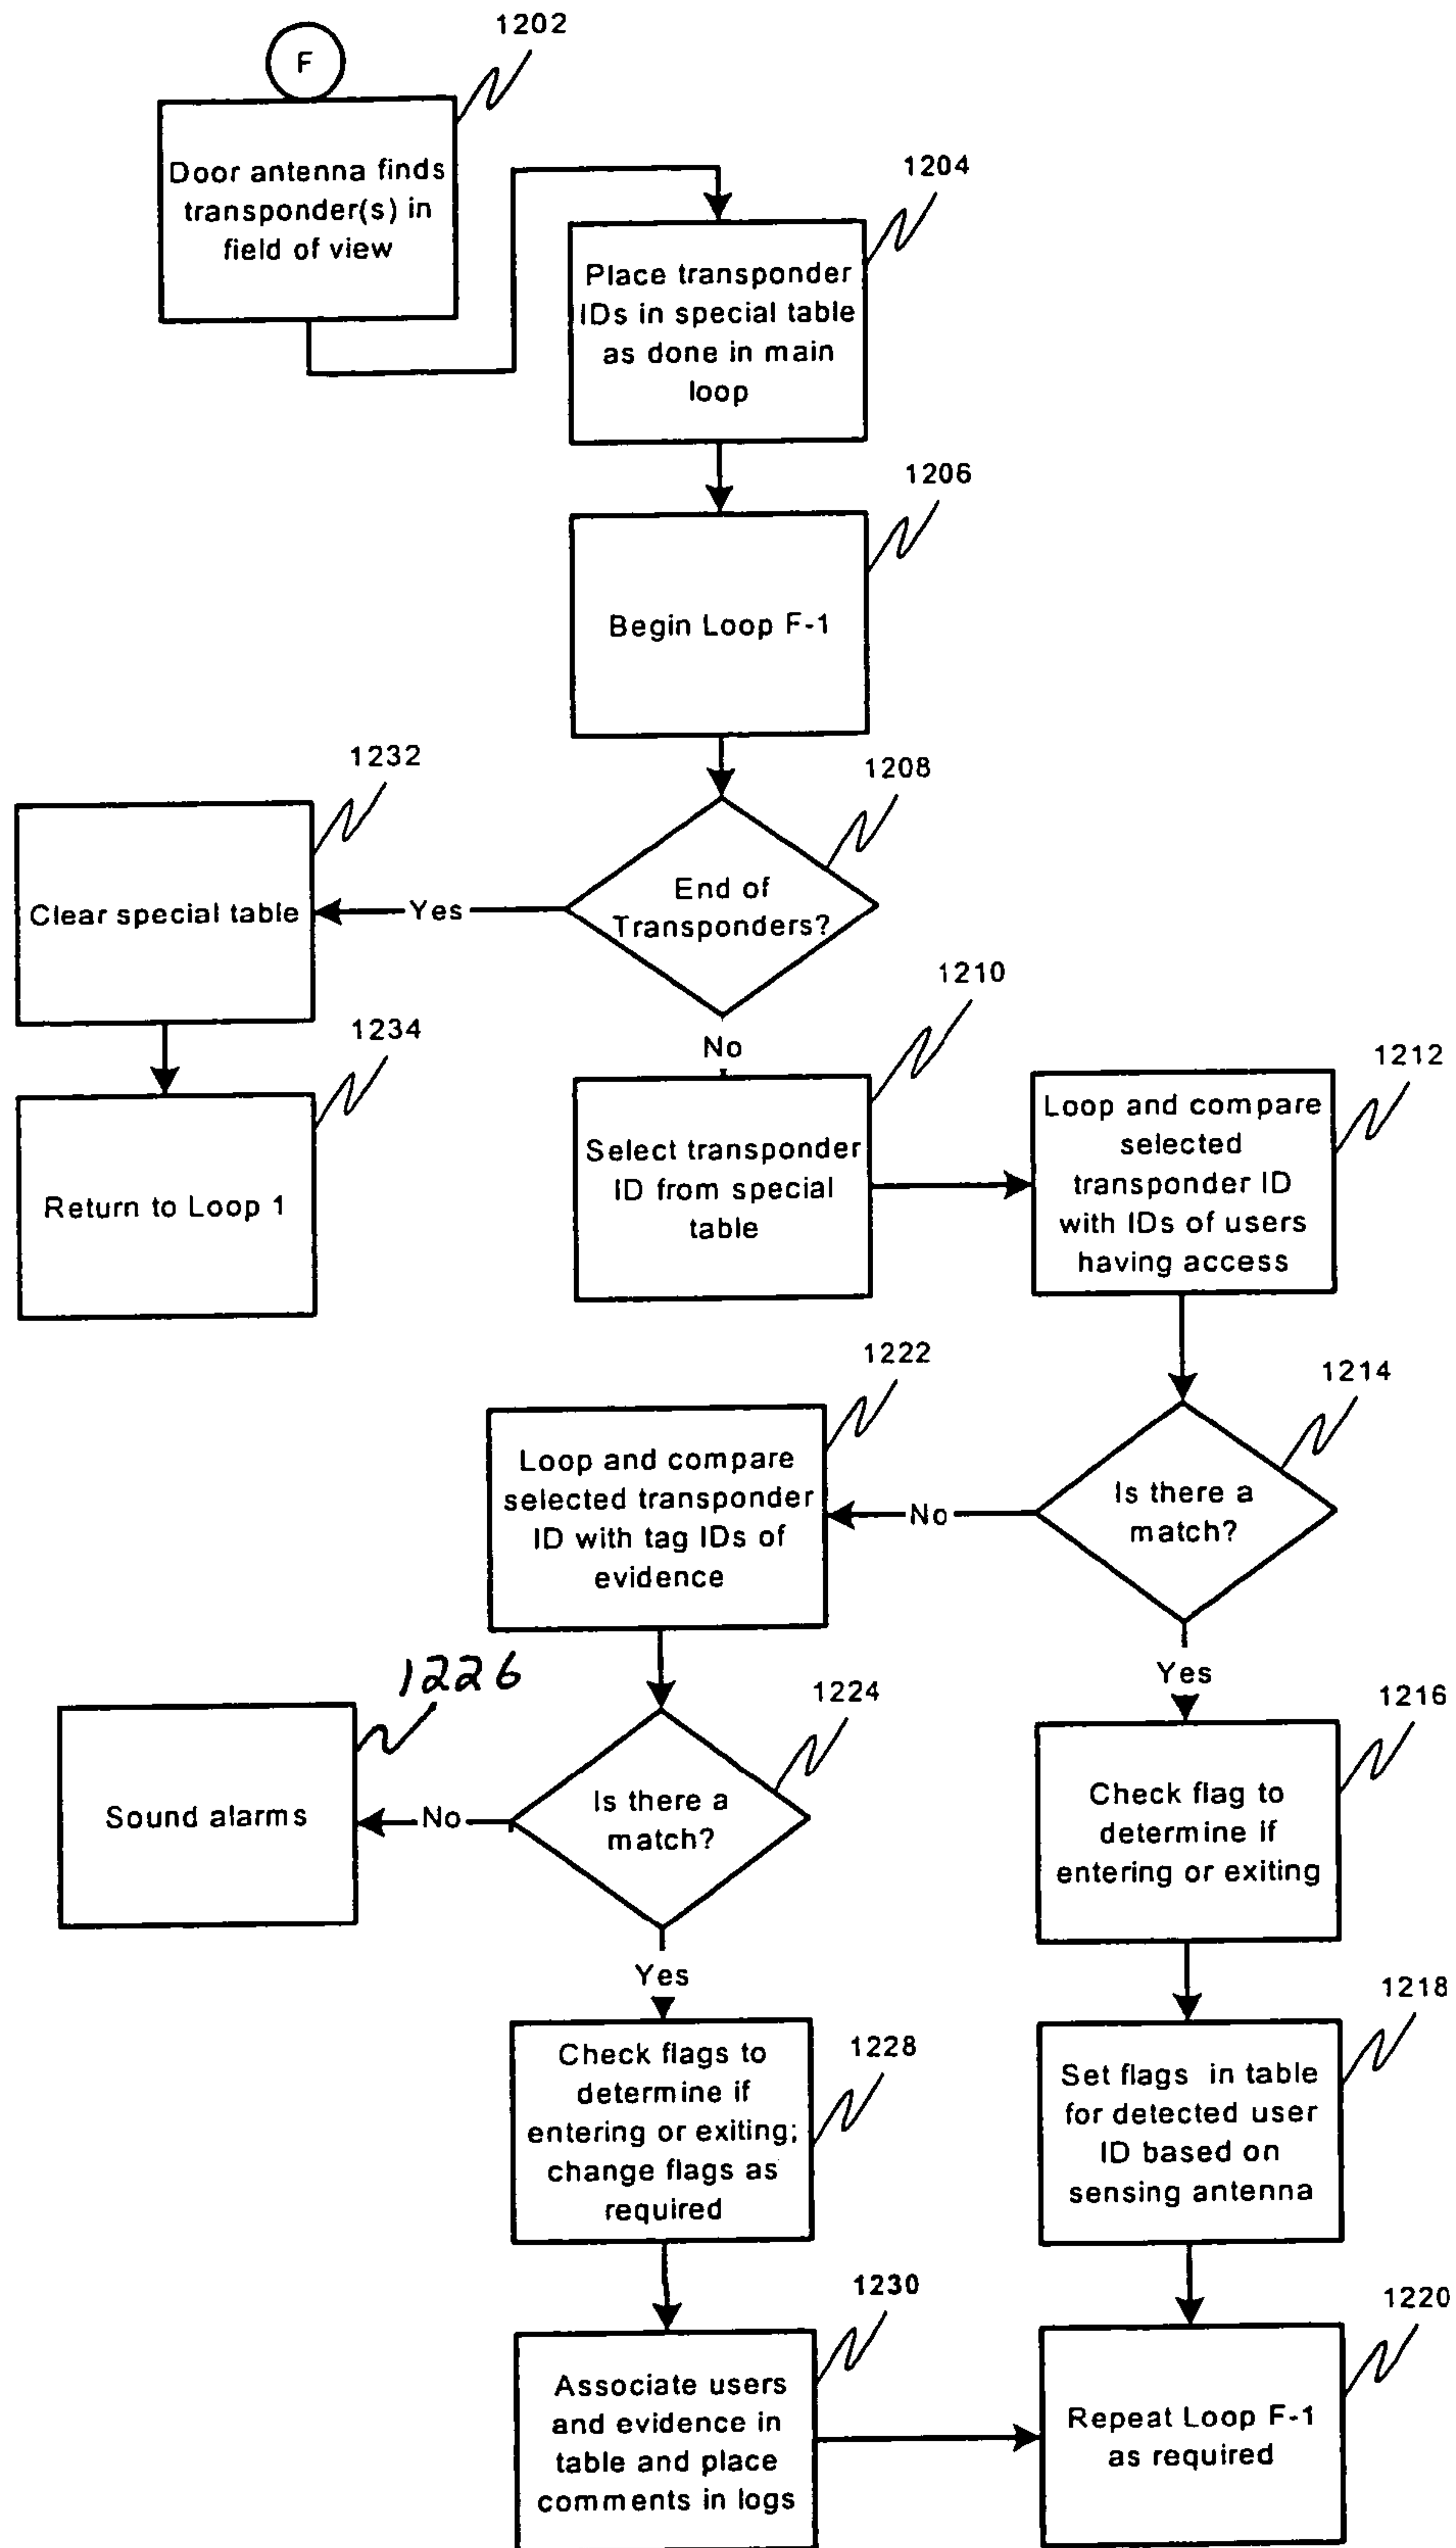 1202
F
Door antenna finds
transponder(s) in
field of view
1204
Place transponder
IDs in special table
as done in main
loop
1206
Begin Loop F-1
1208
End of
Transponders?
Yes
1232
Clear special table
1234
Return to Loop 1
No
1210
Select transponder
ID from special
table
1212
Loop and compare
selected
transponder ID
with IDs of users
having access
1214
Is there a
match?
No
1222
Loop and compare
selected transponder
ID with tag IDs of
evidence
1224
Is there a
match?
No
1226
Sound alarms
Yes
1216
Check flag to
determine if
entering or exiting
1218
Set flags in table
for detected user
ID based on
sensing antenna
Yes
1228
Check flags to
determine if
entering or exiting;
change flags as
required
1230
Associate users
and evidence in
table and place
comments in logs
1220
Repeat Loop F-1
as required